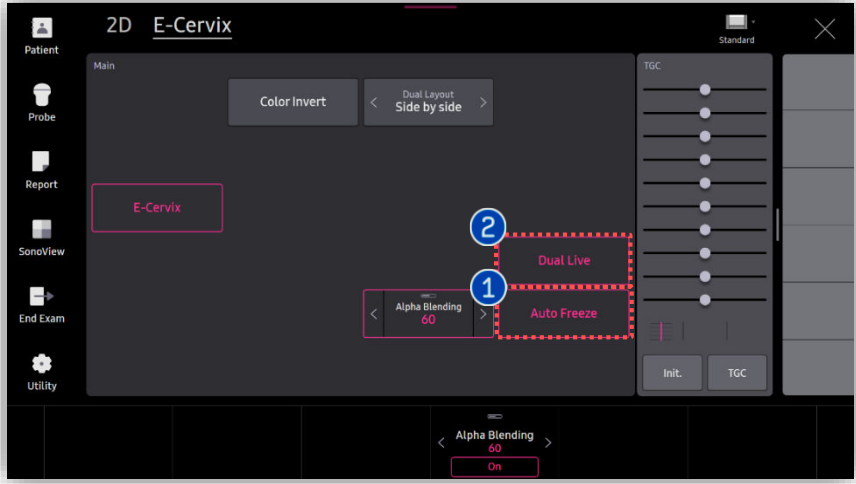 Patient
Probe
Report
SonoView
End Exam
Utility
2D E-Cervix
Standard
Main
Color Invert
< Dual Layout >
Side by side
E-Cervix
2
Dual Live
1
< Alpha Blending >
60
Auto Freeze
TGC
Init. TGC
< Alpha Blending >
60
On